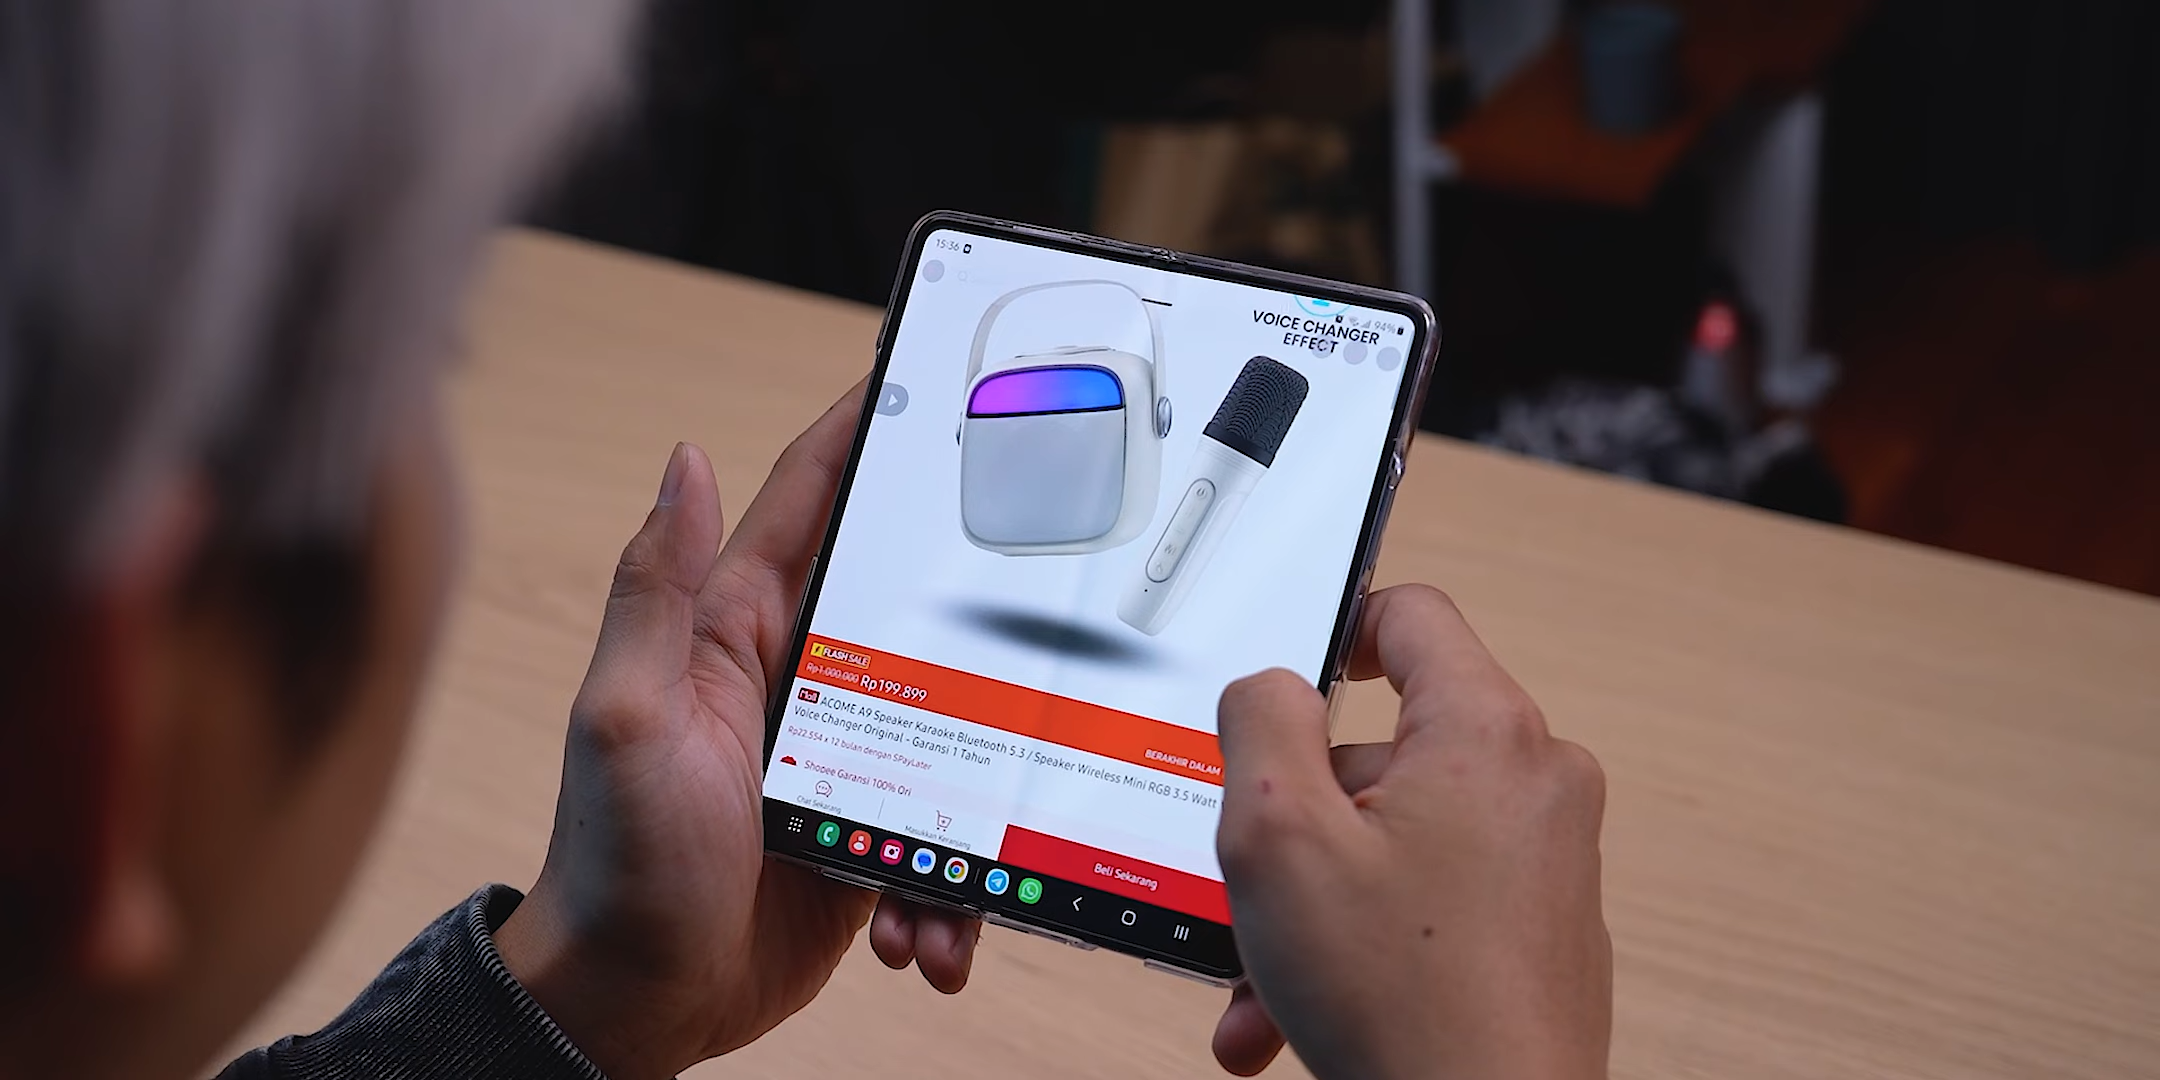 15:36
94%
VOICE CHANGER
EFFECT
FLASH SALE
Rp1.000.000 Rp199.899
BERAKHIR DALAM
Mall ACOME A9 Speaker Karaoke Bluetooth 5.3 / Speaker Wireless Mini RGB 3.5 Watt
Voice Changer Original - Garansi 1 Tahun
Rp22.554 x 12 bulan dengan SPayLater
Shopee Garansi 100% Ori
Chat Sekarang
Masukkan Keranjang
Beli Sekarang